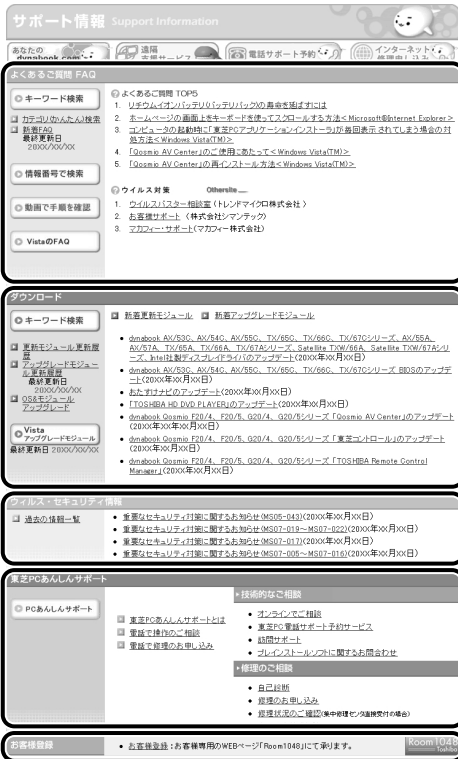 サポート情報 Support Information
あなたの
dynabook.com
遠隔
支援サービス
電話サポート予約
インターネット
修理申し込み
よくあるご質問 FAQ
キーワード検索
カテゴリ(かんたん)検索
新着FAQ
最終更新日
20XX/XX/XX
情報番号で検索
動画で手順を確認
VistaのFAQ
よくあるご質問 TOP5
1. リチウムイオンバッテリ(バッテリパック)の寿命を延ばすには
2. ホームページの画面上をキーボードを使ってスクロールする方法<Microsoft®Internet Explorer>
3. コンピュータの起動時に「東芝PCアプリケーションインストーラ」が毎回表示されてしまう場合の対
処方法<Windows Vista(TM)>
4. 「Qosmio AV Center」のご使用にあたって<Windows Vista(TM)>
5. 「Qosmio AV Center」の再インストール方法<Windows Vista(TM)>
ウイルス対策 Othersite
1. ウイルスバスター相談室(トレンドマイクロ株式会社)
2. お客様サポート (株式会社シマンテック)
3. マカフィー・サポート(マカフィー株式会社)
ダウンロード
キーワード検索
更新モジュール更新履
歴
アップグレードモジュー
ル更新履歴
最終更新日
20XX/XX/XX
OS&モジュール
アップグレード
Vista
アップグレードモジュール
最終更新日 20XX/XX/XX
新着更新モジュール 新着アップグレードモジュール
• dynabook AX/53C、AX/54C、AX/55C、TX/65C、TX/66C、TX/67Cシリーズ、AX/55A、
AX/57A、TX/65A、TX/66A、TX/67Aシリーズ、Satellite TXW/66A、Satellite TXW/67Aシリ
ーズ、Intel社製ディスプレイドライバのアップデート(20XX年XX月XX日)
• dynabook AX/53C、AX/54C、AX/55C、TX/65C、TX/66C、TX/67Cシリーズ BIOSのアップデ
ート(20XX年XX月XX日)
• おたすけナビのアップデート(20XX年XX月XX日)
• 「TOSHIBA HD DVD PLAYER」のアップデート(20XX年XX月XX日)
• dynabook Qosmio F20/4、F20/5、G20/4、G20/5シリーズ 「Qosmio AV Center」のアップデート
(20XX年XX月XX日)
• dynabook Qosmio F20/4、F20/5、G20/4、G20/5シリーズ 「東芝コントロール」のアップデート
(20XX年XX月XX日)
• dynabook Qosmio F20/4、F20/5、G20/4、G20/5シリーズ 「TOSHIBA Remote Control
Manager」(20XX年XX月XX日)
ウィルス・セキュリティ情報
過去の情報一覧
• 重要なセキュリティ対策に関するお知らせ(MS05-043)(20XX年XX月XX日)
• 重要なセキュリティ対策に関するお知らせ(MS07-019~MS07-022)(20XX年XX月XX日)
• 重要なセキュリティ対策に関するお知らせ(MS07-017)(20XX年XX月XX日)
• 重要なセキュリティ対策に関するお知らせ(MS07-005~MS07-016)(20XX年XX月XX日)
東芝PCあんしんサポート
PCあんしんサポート
東芝PCあんしんサポートとは
電話で操作のご相談
電話で修理のお申し込み
技術的なご相談
• オンラインでご相談
• 東芝PC電話サポート予約サービス
• 訪問サポート
• プレインストールソフトに関するお問合わせ
修理のご相談
• 自己診断
• 修理のお申し込み
• 修理状況のご確認(集中修理センタ直接受付の場合)
お客様登録
• お客様登録:お客様専用のWEBページ「Room1048」にて承ります。
Room1048
Toshiba